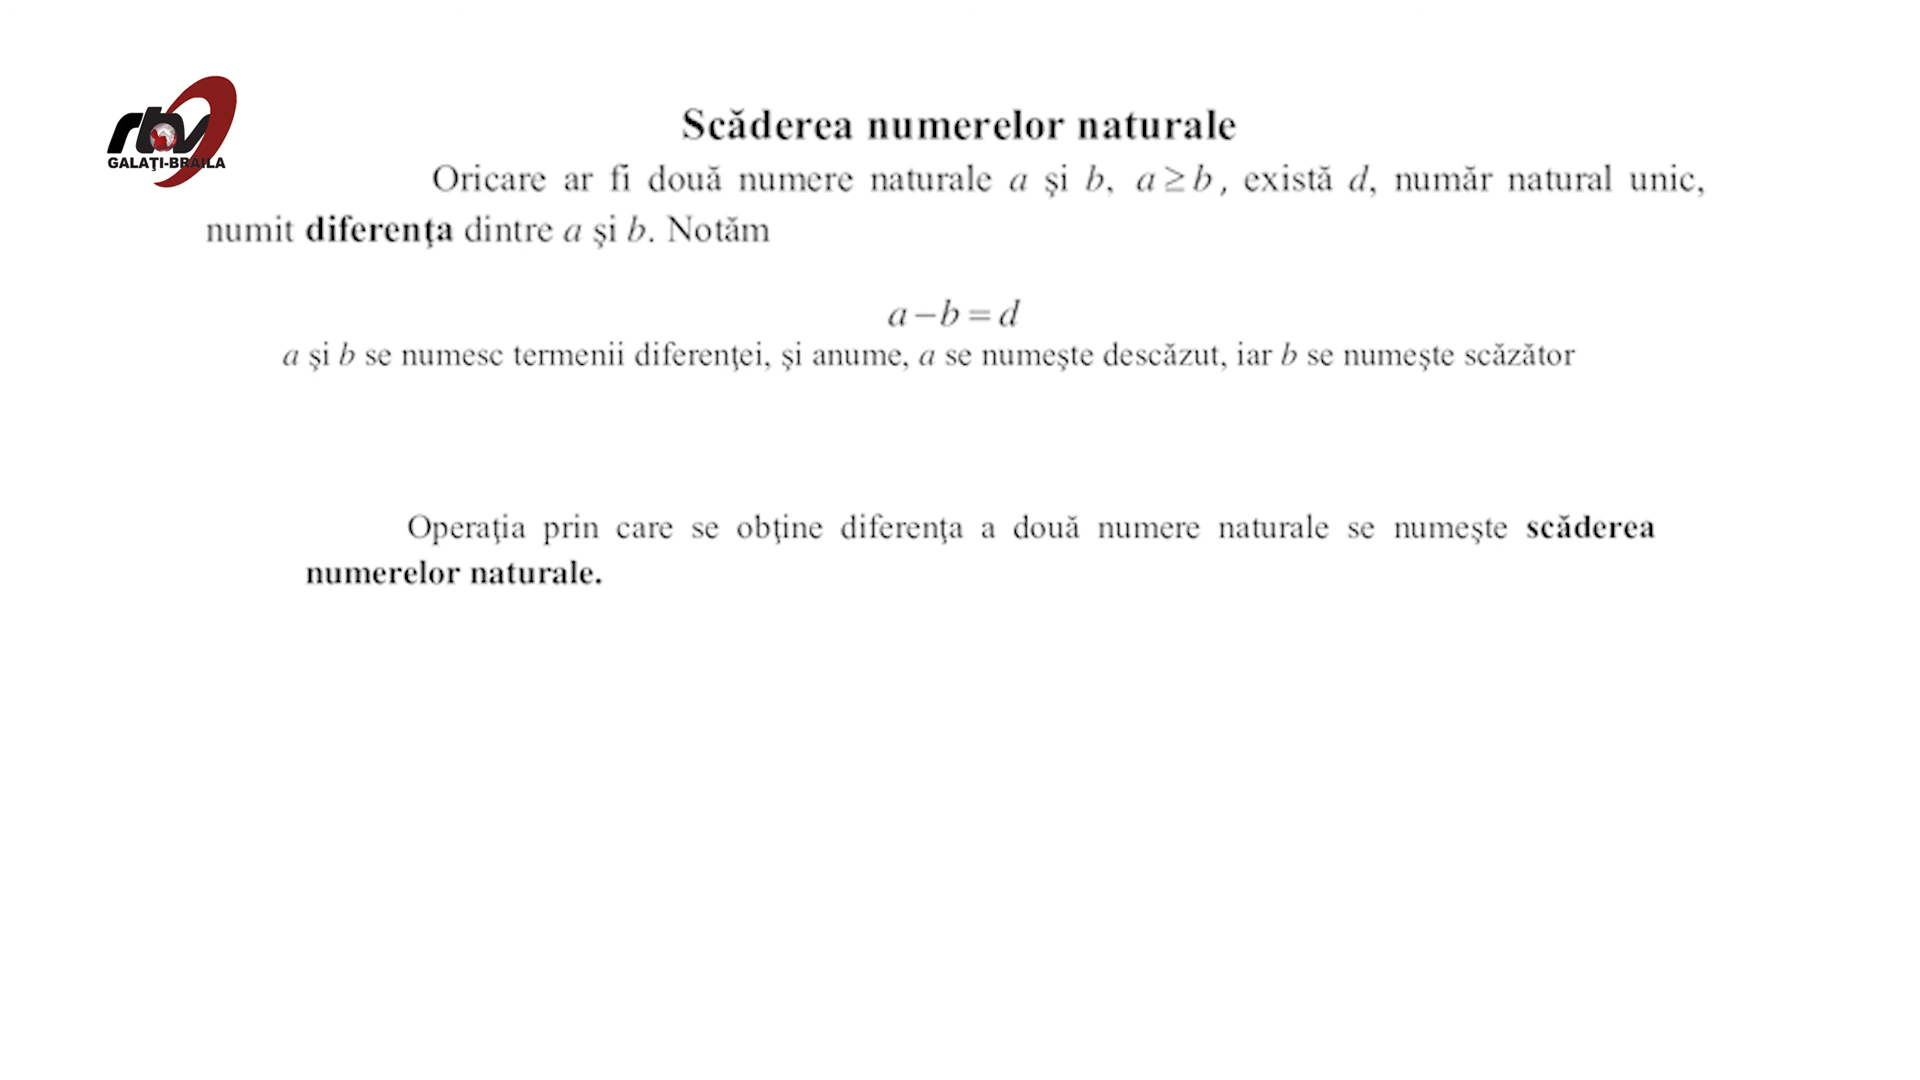 rtv
GALAŢI-BRĂILA
Scăderea numerelor naturale
Oricare ar fi două numere naturale a şi b, a ≥ b, există d, număr natural unic,
numit diferenţa dintre a şi b. Notăm
a − b = d
a şi b se numesc termenii diferenţei, şi anume, a se numeşte descăzut, iar b se numeşte scăzător
Operaţia prin care se obţine diferenţa a două numere naturale se numeşte scăderea
numerelor naturale.